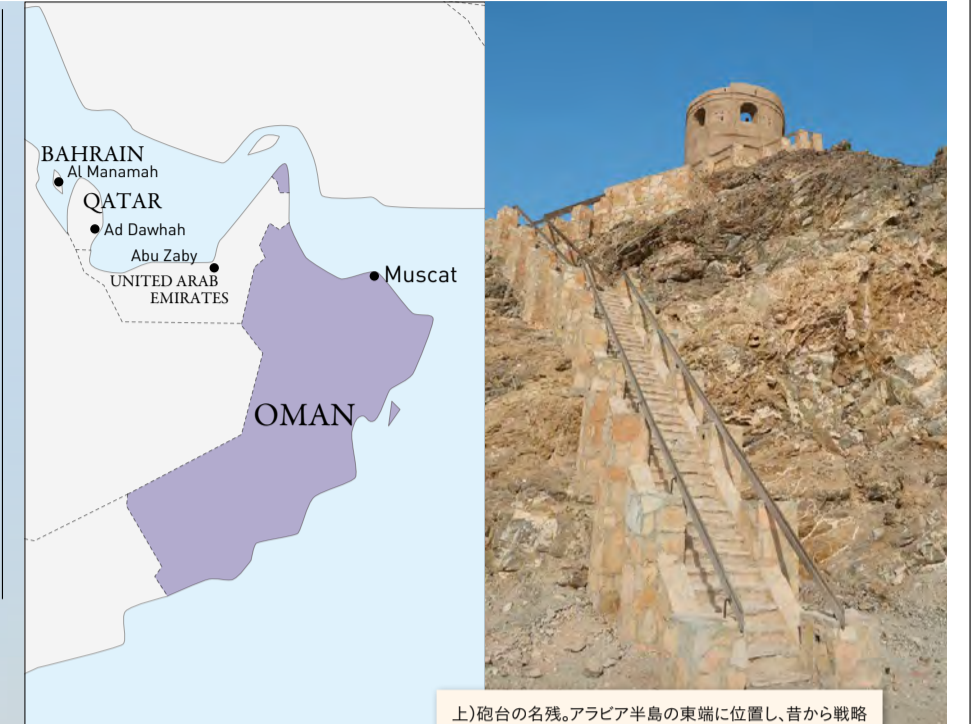 BAHRAIN
Al Manamah
QATAR
Ad Dawhah
Abu Zaby
UNITED ARAB
EMIRATES
Muscat
OMAN
上)砲台の名残。アラビア半島の東端に位置し、昔から戦略